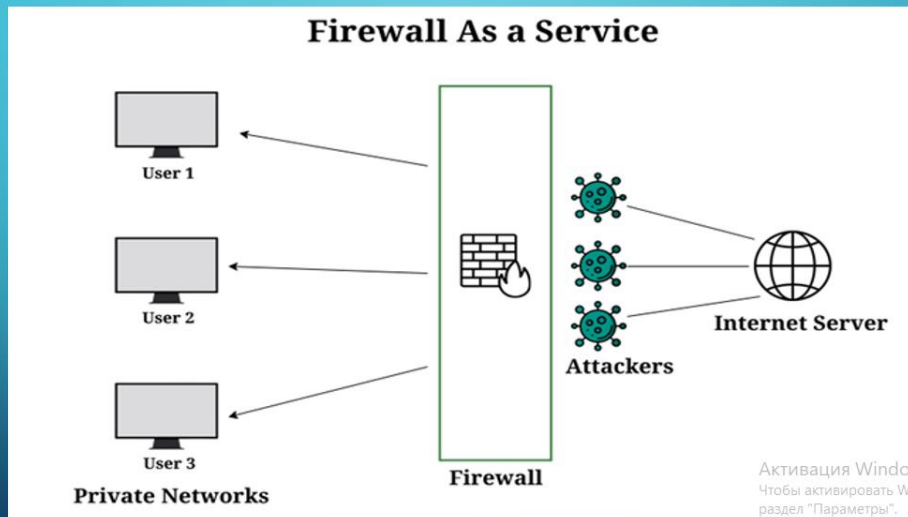 Firewall As a Service
User 1
User 2
User 3
Private Networks
Firewall
Attackers
Internet Server
Активация Windo
Чтобы активировать W
раздел "Параметры".